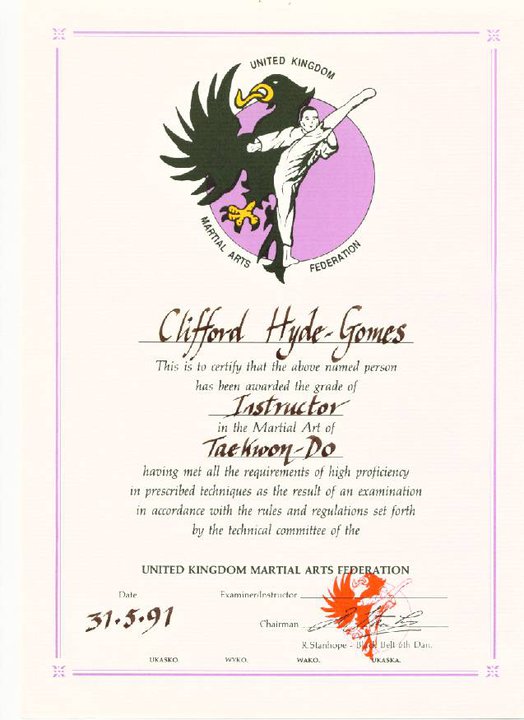 UNITED KINGDOM
MARTIAL ARTS
FEDERATION
Clifford Hyde-Gomes
This is to certify that the above named person
has been awarded the grade of
Instructor
in the Martial Art of
Taekwon-Do
having met all the requirements of high proficiency
in prescribed techniques as the result of an examination
in accordance with the rules and regulations set forth
by the technical committee of the
UNITED KINGDOM MARTIAL ARTS FEDERATION
Date
Examiner/Instructor
31.5.91
Chairman
R.Stanhope - Black Belt 6th Dan.
UKASKO. WYKO. WAKO. UKASKA.